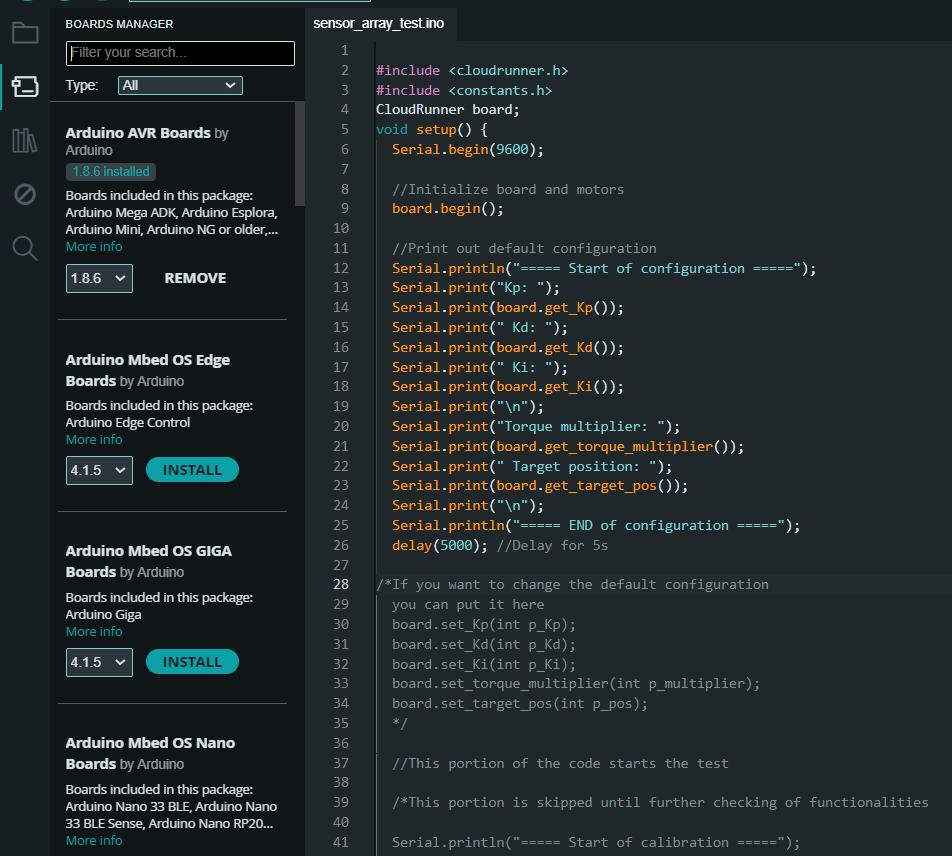 BOARDS MANAGER
Filter your search...
Type:
All
Arduino AVR Boards by
Arduino
1.8.6 installed
Boards included in this package:
Arduino Mega ADK, Arduino Esplora,
Arduino Mini, Arduino NG or older,...
More info
1.8.6
REMOVE
Arduino Mbed OS Edge
Boards by Arduino
Boards included in this package:
Arduino Edge Control
More info
4.1.5
INSTALL
Arduino Mbed OS GIGA
Boards by Arduino
Boards included in this package:
Arduino Giga
More info
4.1.5
INSTALL
Arduino Mbed OS Nano
Boards by Arduino
Boards included in this package:
Arduino Nano 33 BLE, Arduino Nano
33 BLE Sense, Arduino Nano RP20...
More info
sensor_array_test.ino
1
2 #include <cloudrunner.h>
3 #include <constants.h>
4 CloudRunner board;
5 void setup() {
6 Serial.begin(9600);
7
8 //Initialize board and motors
9 board.begin();
10
11 //Print out default configuration
12 Serial.println("===== Start of configuration =====");
13 Serial.print("Kp: ");
14 Serial.print(board.get_Kp());
15 Serial.print(" Kd: ");
16 Serial.print(board.get_Kd());
17 Serial.print(" Ki: ");
18 Serial.print(board.get_Ki());
19 Serial.print("\n");
20 Serial.print("Torque multiplier: ");
21 Serial.print(board.get_torque_multiplier());
22 Serial.print(" Target position: ");
23 Serial.print(board.get_target_pos());
24 Serial.print("\n");
25 Serial.println("===== END of configuration =====");
26 delay(5000); //Delay for 5s
27
28 /*If you want to change the default configuration
29 you can put it here
30 board.set_Kp(int p_Kp);
31 board.set_Kd(int p_Kd);
32 board.set_Ki(int p_Ki);
33 board.set_torque_multiplier(int p_multiplier);
34 board.set_target_pos(int p_pos);
35 */
36
37 //This portion of the code starts the test
38
39 /*This portion is skipped until further checking of functionalities
40
41 Serial.println("===== Start of calibration =====");